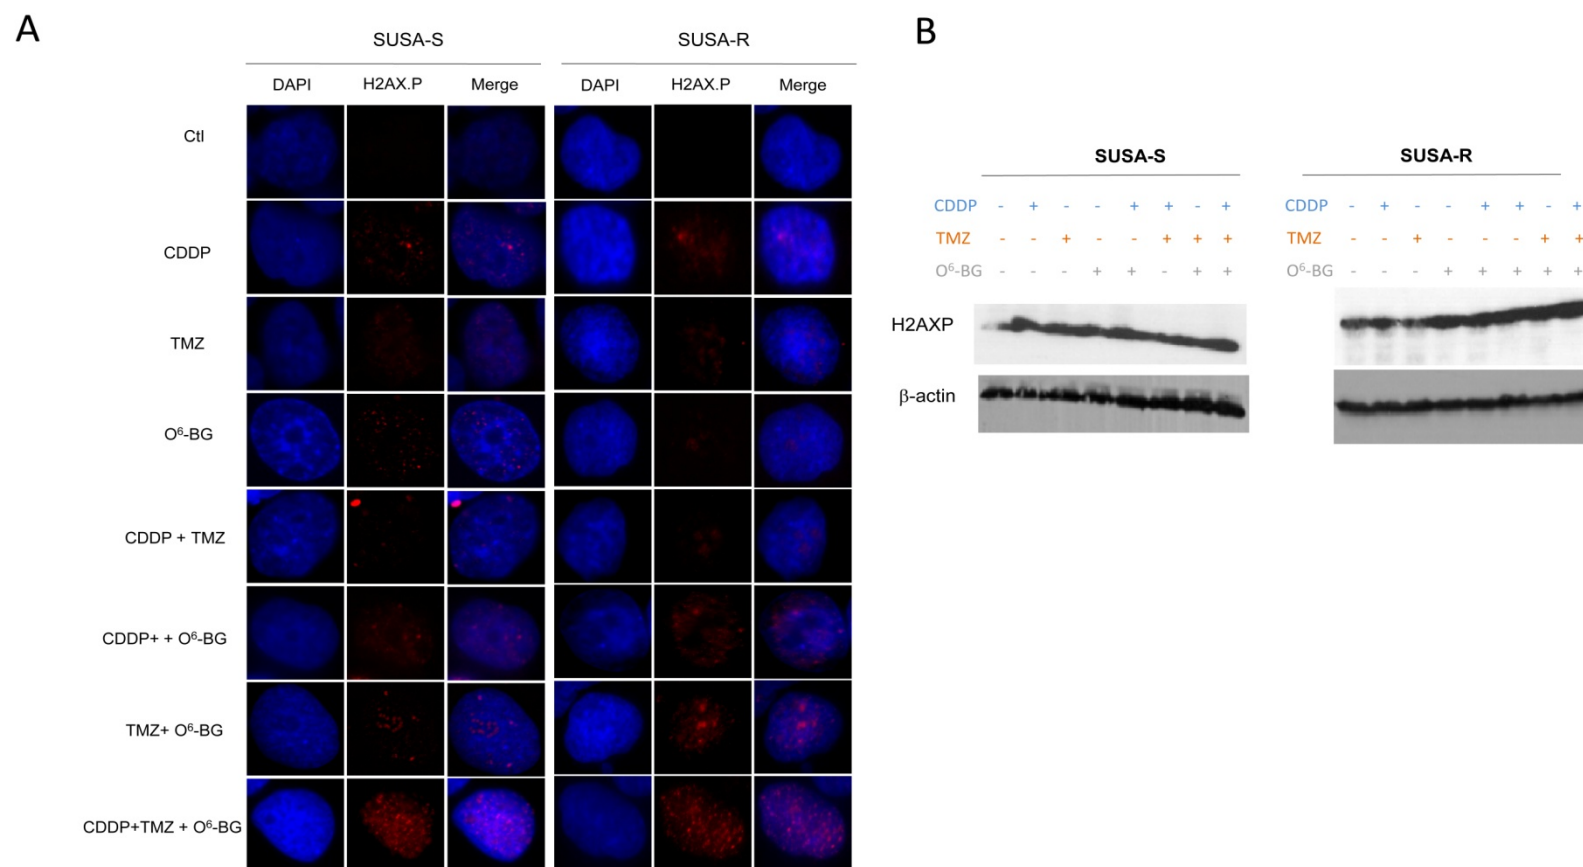 A
SUSA-S SUSA-R
DAPI H2AX.P Merge DAPI H2AX.P Merge
Ctl
CDDP
TMZ
O⁶-BG
CDDP + TMZ
CDDP+ + O⁶-BG
TMZ+ O⁶-BG
CDDP+TMZ + O⁶-BG
B
SUSA-S SUSA-R
CDDP - + - - + + - + CDDP - + - - + + - +
TMZ - - + - - + + + TMZ - - + - - - + +
O⁶-BG - - - + + - + + O⁶-BG - - - + + + + +
H2AXP
β-actin